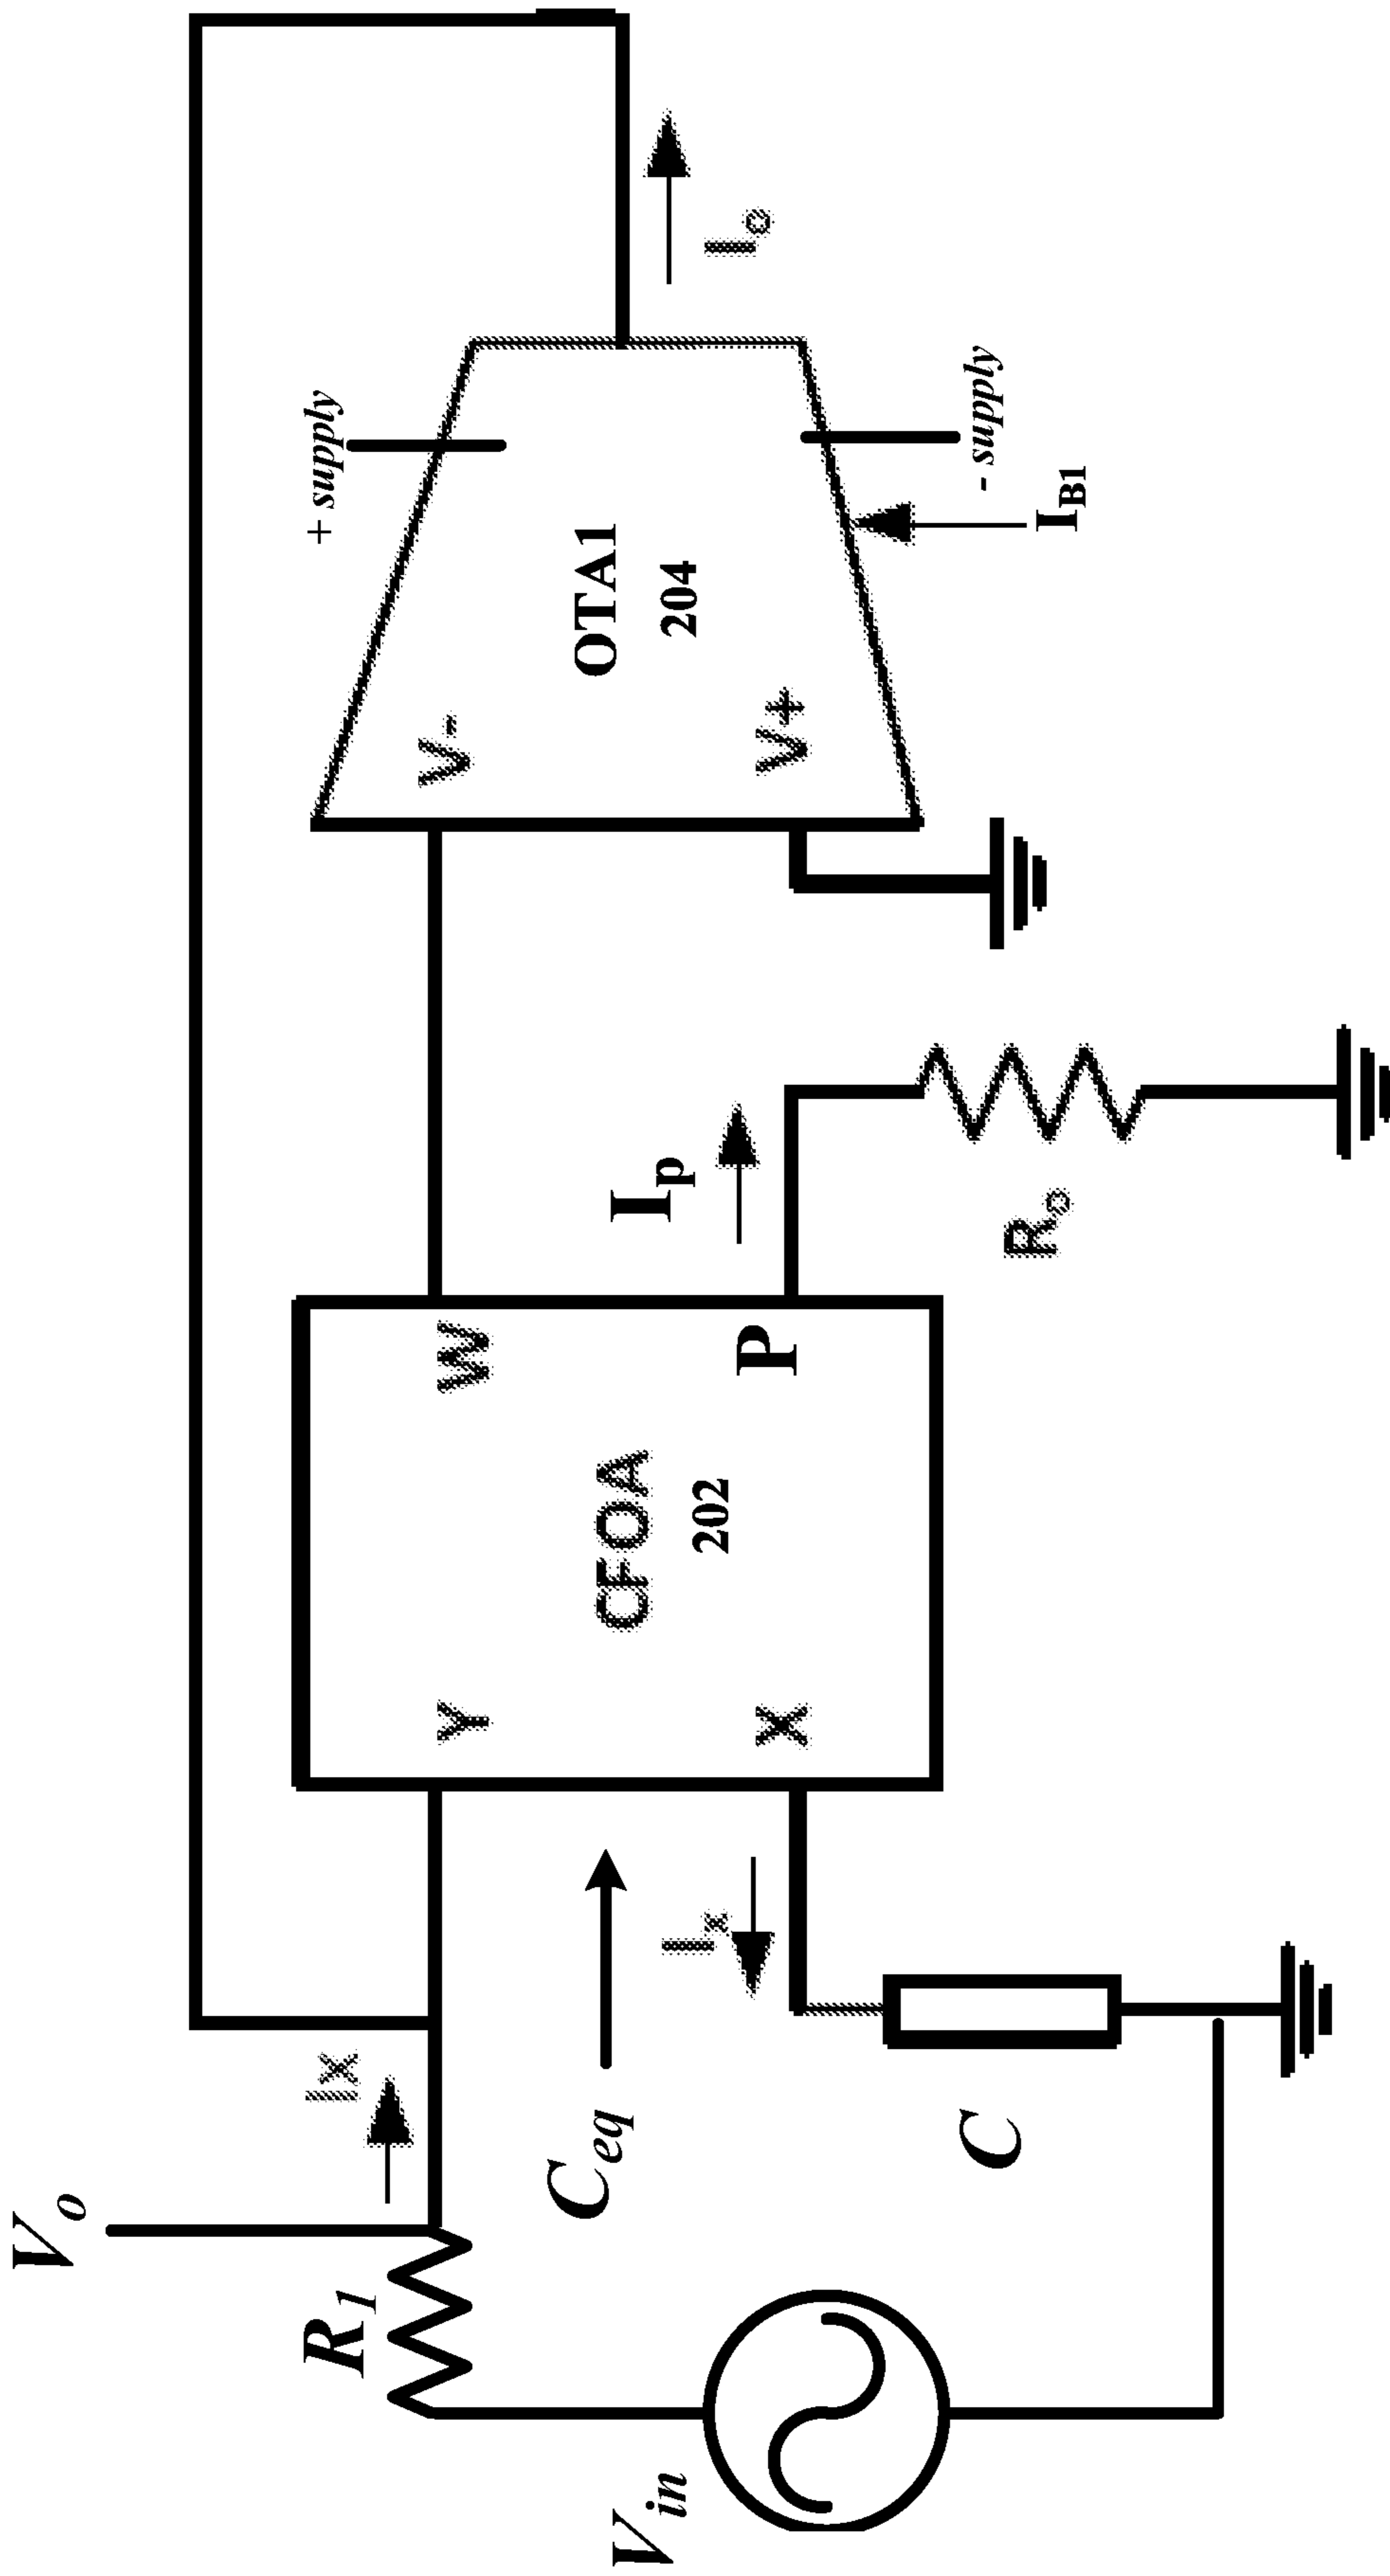 V_in
R_1
V_o
Ix
C_eq
I_x
C
Y
X
CFOA
202
W
P
I_p
R_o
V-
V+
OTA1
204
+ supply
- supply
I_B1
I_o